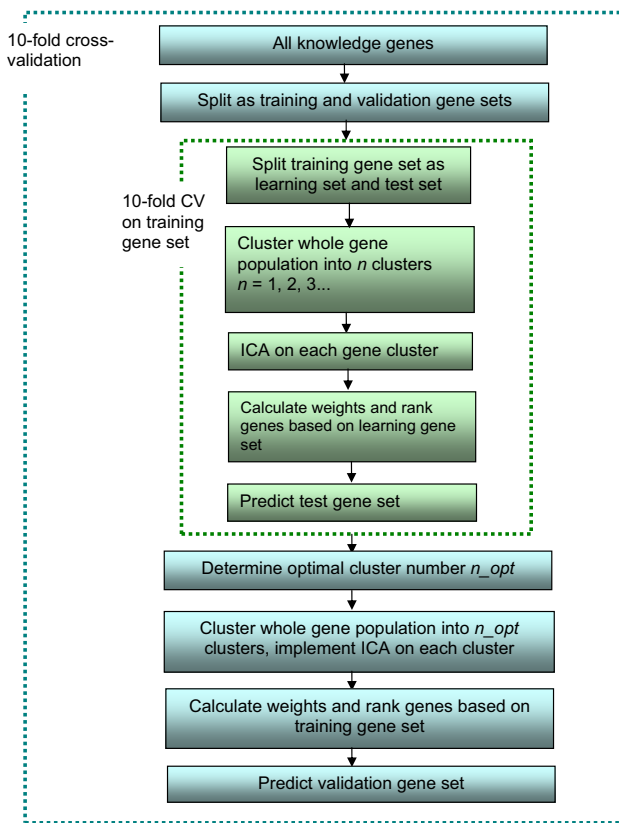 10-fold cross-
validation
All knowledge genes
Split as training and validation gene sets
10-fold CV
on training
gene set
Split training gene set as
learning set and test set
Cluster whole gene
population into n clusters
n = 1, 2, 3...
ICA on each gene cluster
Calculate weights and rank
genes based on learning gene
set
Predict test gene set
Determine optimal cluster number n_opt
Cluster whole gene population into n_opt
clusters, implement ICA on each cluster
Calculate weights and rank genes based on
training gene set
Predict validation gene set